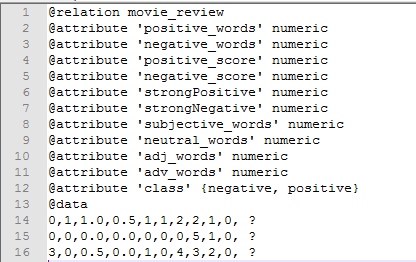 1 @relation movie_review
2 @attribute 'positive_words' numeric
3 @attribute 'negative_words' numeric
4 @attribute 'positive_score' numeric
5 @attribute 'negative_score' numeric
6 @attribute 'strongPositive' numeric
7 @attribute 'strongNegative' numeric
8 @attribute 'subjective_words' numeric
9 @attribute 'neutral_words' numeric
10 @attribute 'adj_words' numeric
11 @attribute 'adv_words' numeric
12 @attribute 'class' {negative, positive}
13 @data
14 0,1,1.0,0.5,1,1,2,2,1,0, ?
15 0,0,0.0,0.0,0,0,0,5,1,0, ?
16 3,0,0.5,0.0,1,0,4,3,2,0, ?